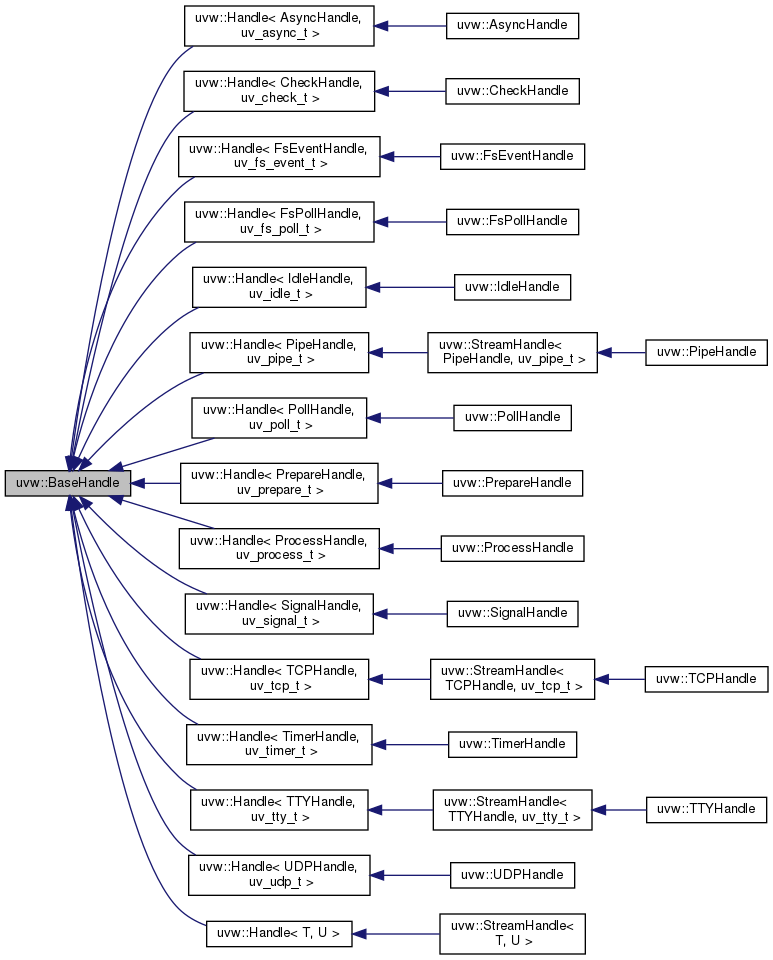 uvw::Handle< AsyncHandle,
uv_async_t >
uvw::AsyncHandle
uvw::Handle< CheckHandle,
uv_check_t >
uvw::CheckHandle
uvw::Handle< FsEventHandle,
uv_fs_event_t >
uvw::FsEventHandle
uvw::Handle< FsPollHandle,
uv_fs_poll_t >
uvw::FsPollHandle
uvw::Handle< IdleHandle,
uv_idle_t >
uvw::IdleHandle
uvw::Handle< PipeHandle,
uv_pipe_t >
uvw::StreamHandle<
PipeHandle, uv_pipe_t >
uvw::PipeHandle
uvw::Handle< PollHandle,
uv_poll_t >
uvw::PollHandle
uvw::BaseHandle
uvw::Handle< PrepareHandle,
uv_prepare_t >
uvw::PrepareHandle
uvw::Handle< ProcessHandle,
uv_process_t >
uvw::ProcessHandle
uvw::Handle< SignalHandle,
uv_signal_t >
uvw::SignalHandle
uvw::Handle< TCPHandle,
uv_tcp_t >
uvw::StreamHandle<
TCPHandle, uv_tcp_t >
uvw::TCPHandle
uvw::Handle< TimerHandle,
uv_timer_t >
uvw::TimerHandle
uvw::Handle< TTYHandle,
uv_tty_t >
uvw::StreamHandle<
TTYHandle, uv_tty_t >
uvw::TTYHandle
uvw::Handle< UDPHandle,
uv_udp_t >
uvw::UDPHandle
uvw::Handle< T, U >
uvw::StreamHandle<
T, U >